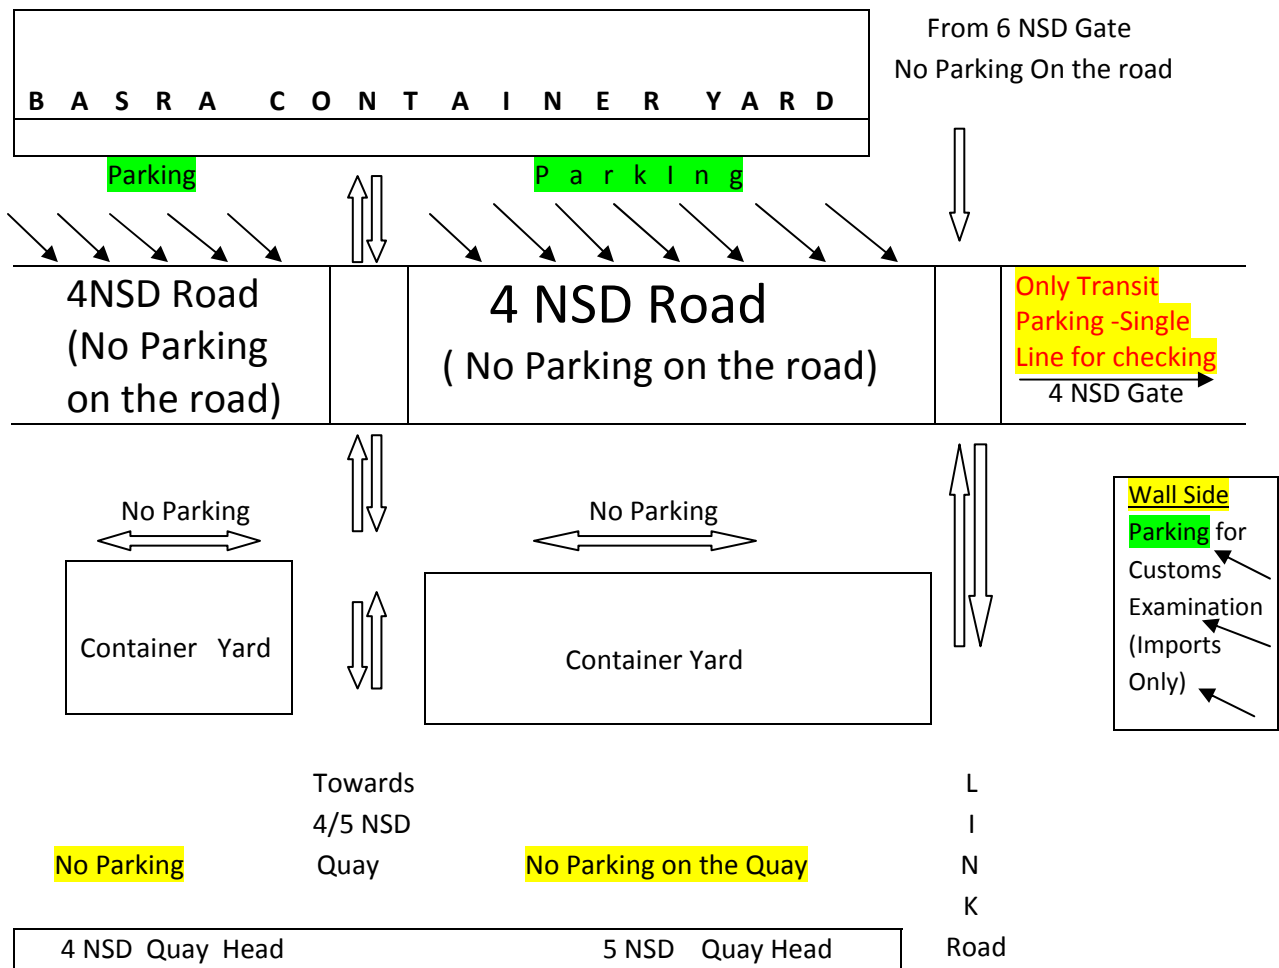 From 6 NSD Gate
No Parking On the road
B A S R A C O N T A I N E R Y A R D
Parking
P a r k I n g
4NSD Road
(No Parking
on the road)
4 NSD Road
( No Parking on the road)
Only Transit
Parking -Single
Line for checking
4 NSD Gate
No Parking
No Parking
Wall Side
Parking for
Customs
Examination
(Imports
Only)
Container Yard
Container Yard
Towards
4/5 NSD
Quay
No Parking
No Parking on the Quay
L
I
N
K
Road
4 NSD Quay Head
5 NSD Quay Head